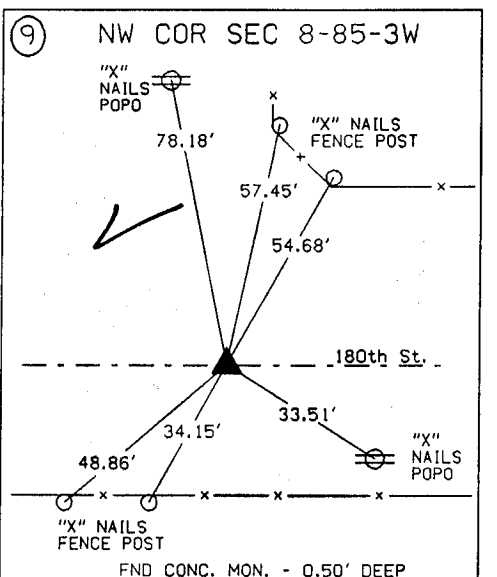 9
NW COR SEC 8-85-3W
"X"
NAILS
POPO
x
"X" NAILS
FENCE POST
78.18'
+
57.45'
x
54.68'
180th St.
33.51'
34.15'
48.86'
"X"
NAILS
POPO
x
x
x
x
"X" NAILS
FENCE POST
FND CONC. MON. - 0.50' DEEP